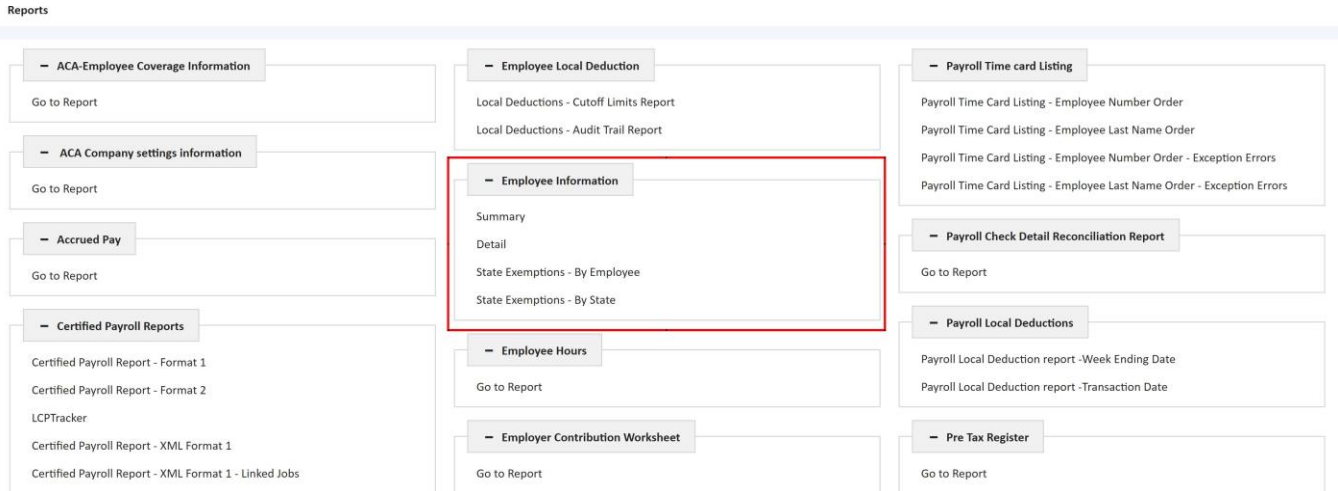 Reports
− ACA-Employee Coverage Information
Go to Report
− ACA Company settings information
Go to Report
− Accrued Pay
Go to Report
− Certified Payroll Reports
Certified Payroll Report - Format 1
Certified Payroll Report - Format 2
LCPTracker
Certified Payroll Report - XML Format 1
Certified Payroll Report - XML Format 1 - Linked Jobs
− Employee Local Deduction
Local Deductions - Cutoff Limits Report
Local Deductions - Audit Trail Report
− Employee Information
Summary
Detail
State Exemptions - By Employee
State Exemptions - By State
− Employee Hours
Go to Report
− Employer Contribution Worksheet
Go to Report
− Payroll Time card Listing
Payroll Time Card Listing - Employee Number Order
Payroll Time Card Listing - Employee Last Name Order
Payroll Time Card Listing - Employee Number Order - Exception Errors
Payroll Time Card Listing - Employee Last Name Order - Exception Errors
− Payroll Check Detail Reconciliation Report
Go to Report
− Payroll Local Deductions
Payroll Local Deduction report -Week Ending Date
Payroll Local Deduction report -Transaction Date
− Pre Tax Register
Go to Report